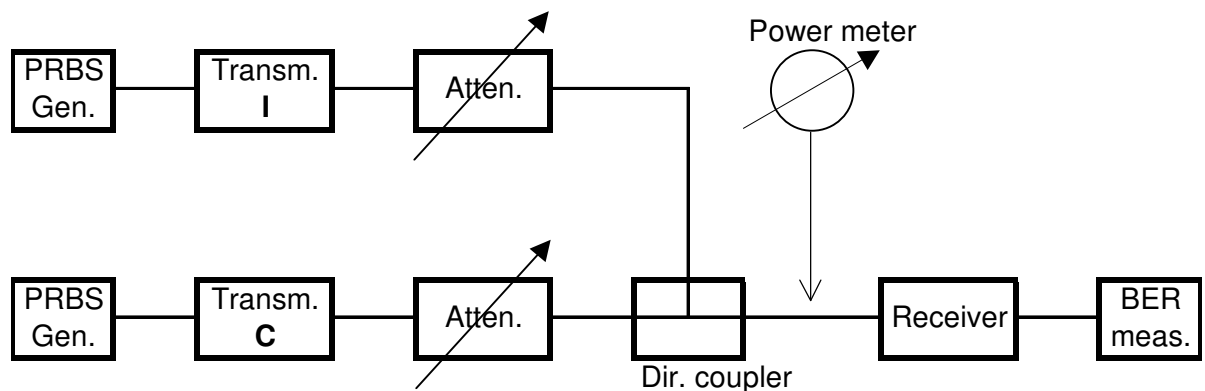 Power meter
PRBS
Gen.
Transm.
I
Atten.
PRBS
Gen.
Transm.
C
Atten.
Dir. coupler
Receiver
BER
meas.